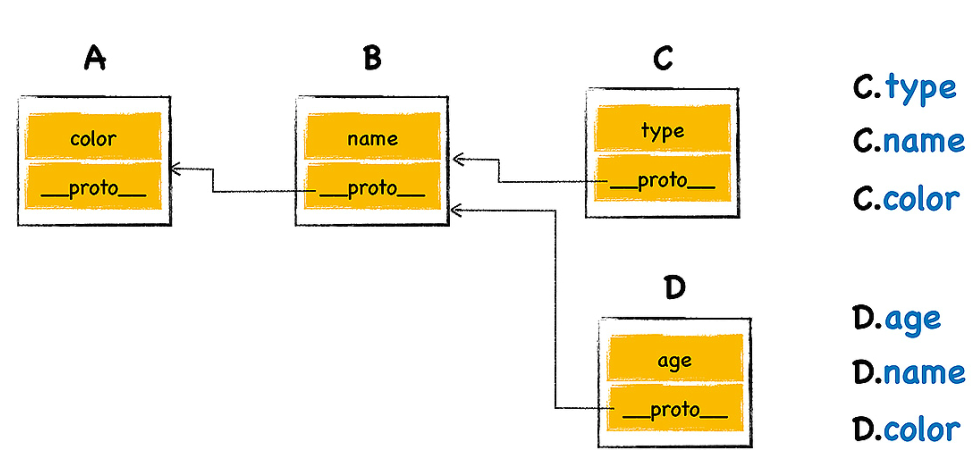 A
color
__proto__
B
name
__proto__
C
type
__proto__
D
age
__proto__
C.type
C.name
C.color
D.age
D.name
D.color